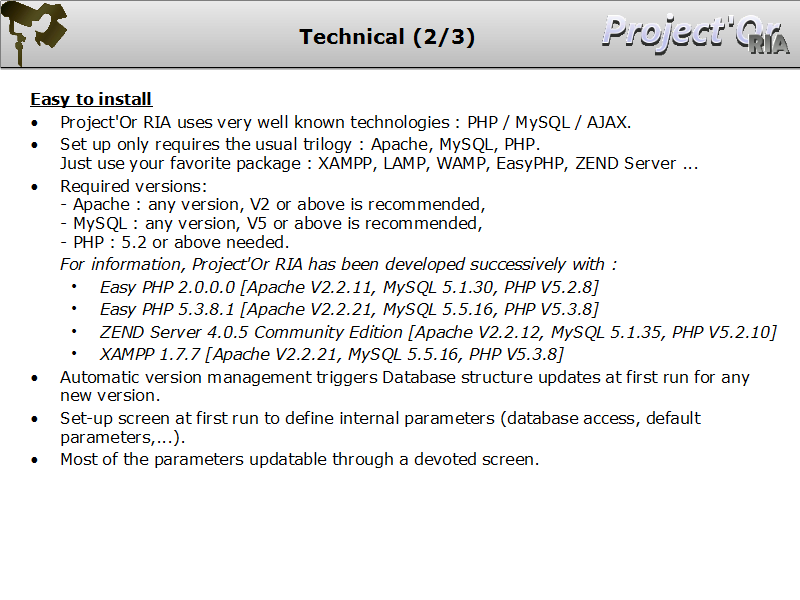 Technical (2/3)
Project'Or
RIA
Easy to install
• Project'Or RIA uses very well known technologies : PHP / MySQL / AJAX.
• Set up only requires the usual trilogy : Apache, MySQL, PHP.
Just use your favorite package : XAMPP, LAMP, WAMP, EasyPHP, ZEND Server ...
• Required versions:
- Apache : any version, V2 or above is recommended,
- MySQL : any version, V5 or above is recommended,
- PHP : 5.2 or above needed.
For information, Project'Or RIA has been developed successively with :
• Easy PHP 2.0.0.0 [Apache V2.2.11, MySQL 5.1.30, PHP V5.2.8]
• Easy PHP 5.3.8.1 [Apache V2.2.21, MySQL 5.5.16, PHP V5.3.8]
• ZEND Server 4.0.5 Community Edition [Apache V2.2.12, MySQL 5.1.35, PHP V5.2.10]
• XAMPP 1.7.7 [Apache V2.2.21, MySQL 5.5.16, PHP V5.3.8]
• Automatic version management triggers Database structure updates at first run for any
new version.
• Set-up screen at first run to define internal parameters (database access, default
parameters,...).
• Most of the parameters updatable through a devoted screen.